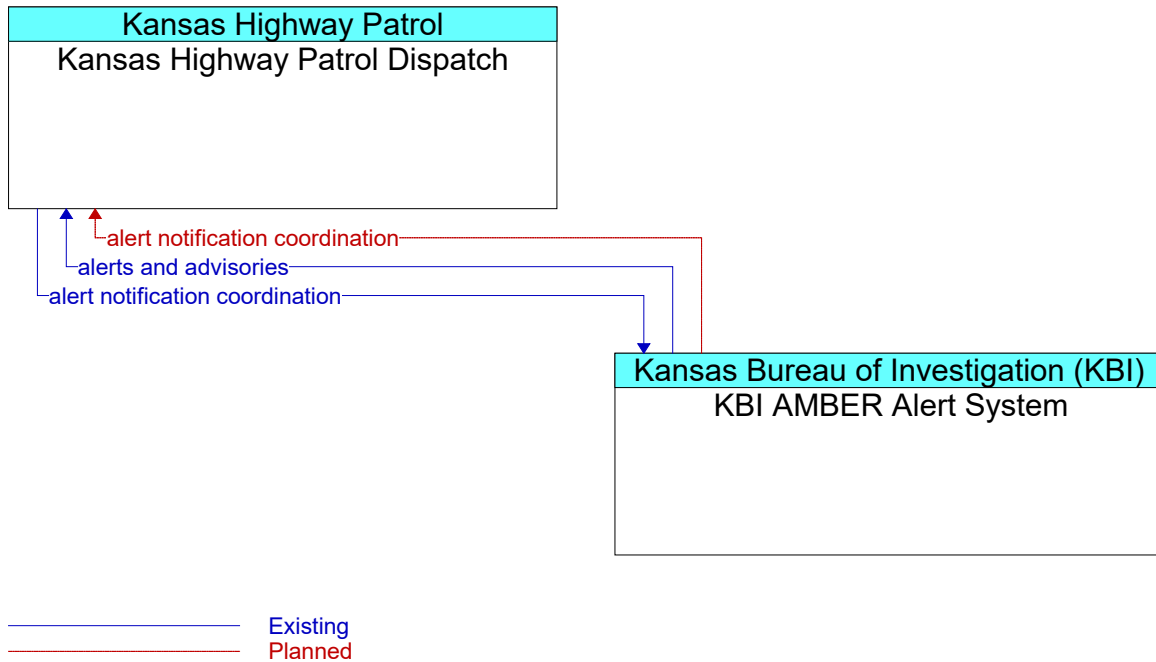 Kansas Highway Patrol
Kansas Highway Patrol Dispatch
alert notification coordination
alerts and advisories
alert notification coordination
Kansas Bureau of Investigation (KBI)
KBI AMBER Alert System
Existing
Planned